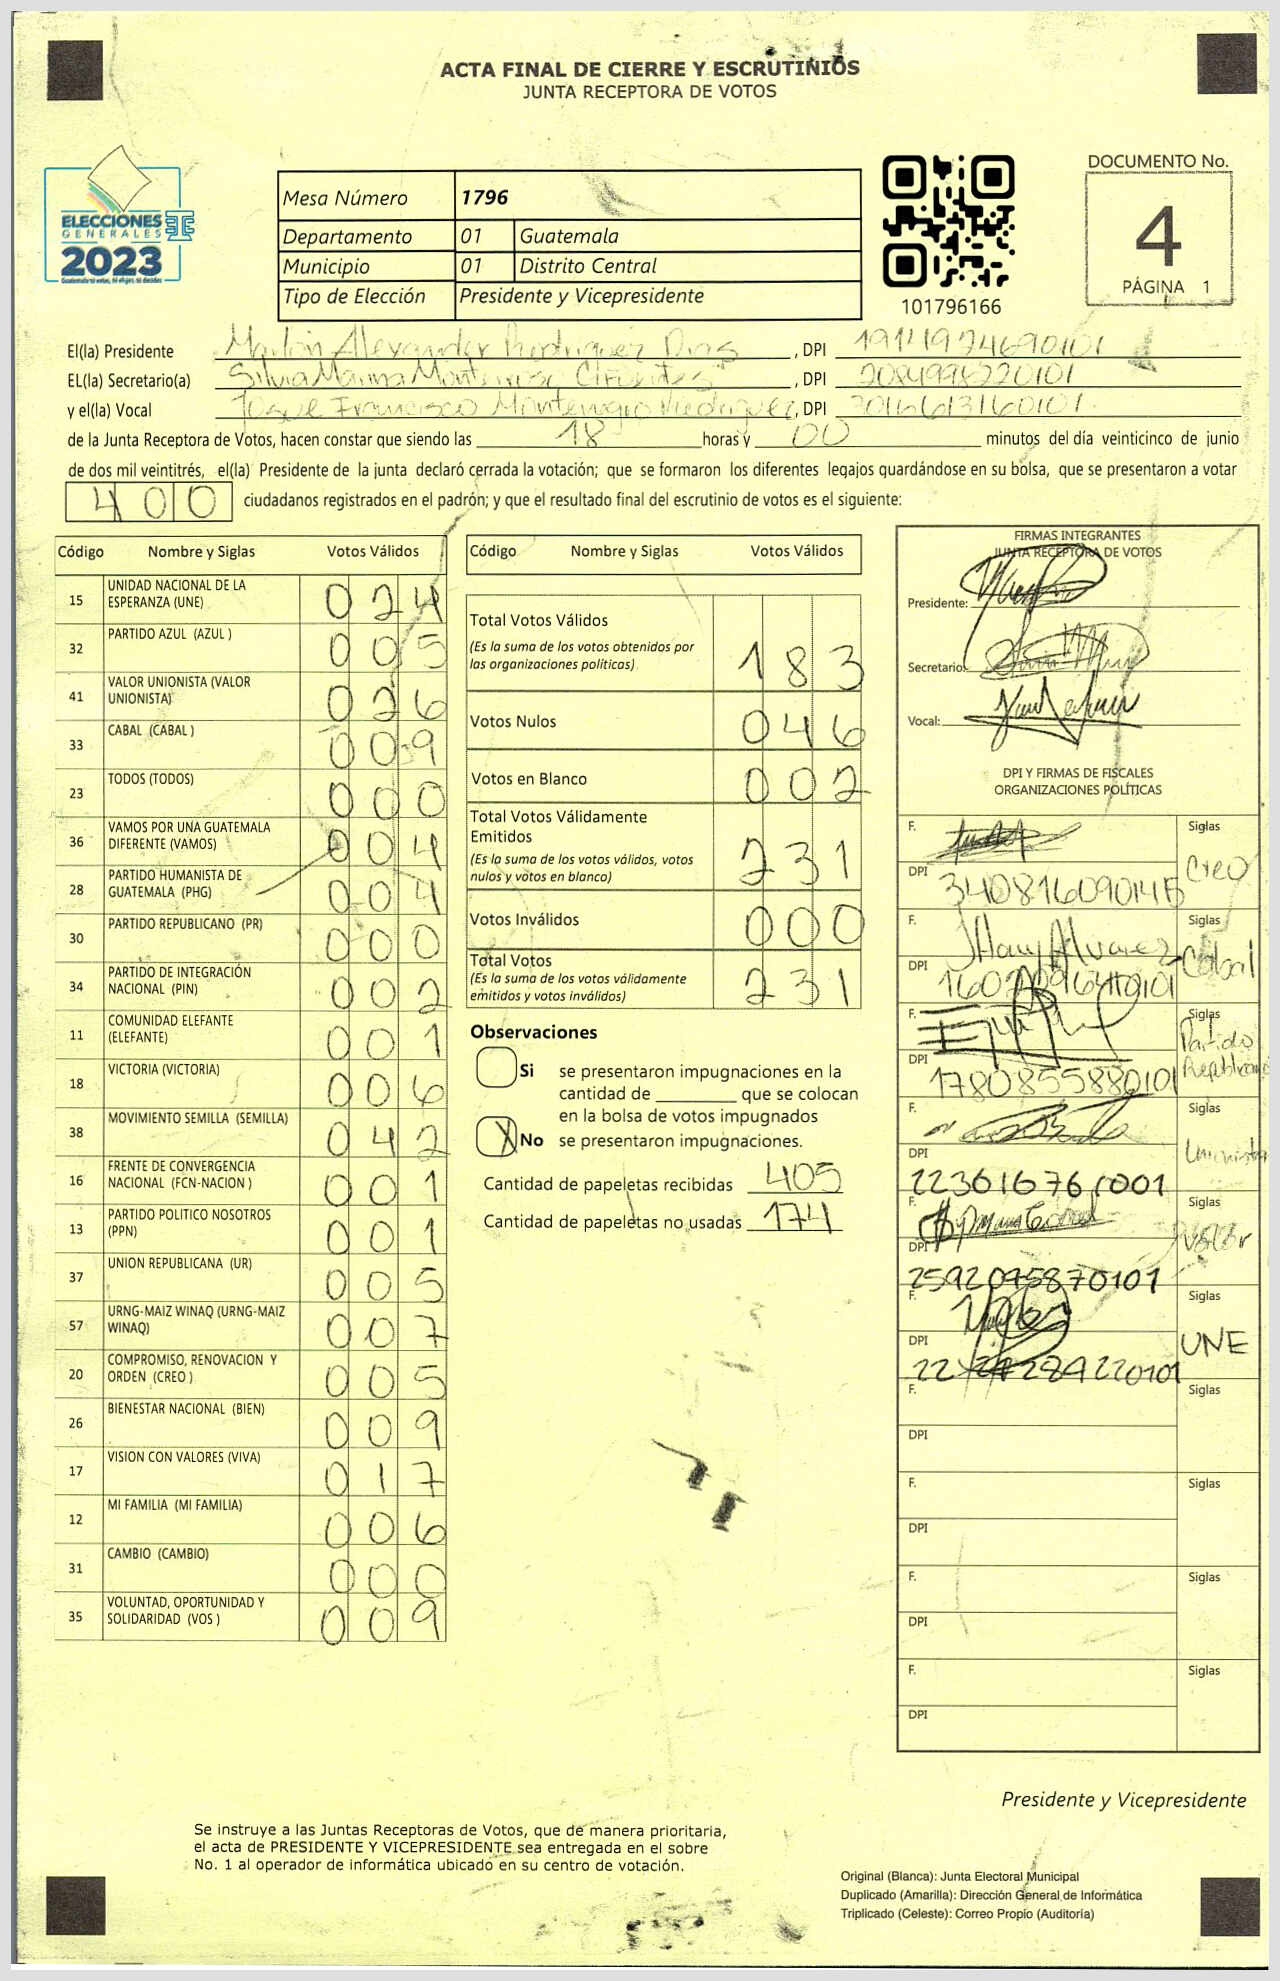 ACTA FINAL DE CIERRE Y ESCRUTINIOS
JUNTA RECEPTORA DE VOTOS
ELECCIONES
GENERALES
2023
Mesa Número 1796
Departamento 01 Guatemala
Municipio 01 Distrito Central
Tipo de Elección Presidente y Vicepresidente
101796166
DOCUMENTO No.
4
PÁGINA 1
El(la) Presidente Marlon Alexander Rodriguez Dias, DPI 1914974690101
EL(la) Secretario(a) Silvia Marina Monterroso Cifuentes, DPI 2084998220101
y el(la) Vocal Josue Francisco Montenegro Rodriguez, DPI
de la Junta Receptora de Votos, hacen constar que siendo las 18 horas y 00 minutos del día veinticinco de junio
de dos mil veintitrés, el(la) Presidente de la junta declaró cerrada la votación; que se formaron los diferentes legajos guardándose en su bolsa, que se presentaron a votar
400 ciudadanos registrados en el padrón; y que el resultado final del escrutinio de votos es el siguiente:
Código Nombre y Siglas Votos Válidos
15 UNIDAD NACIONAL DE LA ESPERANZA (UNE) 024
32 PARTIDO AZUL (AZUL ) 005
41 VALOR UNIONISTA (VALOR UNIONISTA) 026
33 CABAL (CABAL ) 009
23 TODOS (TODOS) 000
36 VAMOS POR UNA GUATEMALA DIFERENTE (VAMOS) 004
28 PARTIDO HUMANISTA DE GUATEMALA (PHG) 004
30 PARTIDO REPUBLICANO (PR) 000
34 PARTIDO DE INTEGRACIÓN NACIONAL (PIN) 002
11 COMUNIDAD ELEFANTE (ELEFANTE) 001
18 VICTORIA (VICTORIA) 006
38 MOVIMIENTO SEMILLA (SEMILLA) 042
16 FRENTE DE CONVERGENCIA NACIONAL (FCN-NACION ) 001
13 PARTIDO POLITICO NOSOTROS (PPN) 001
37 UNION REPUBLICANA (UR) 005
57 URNG-MAIZ WINAQ (URNG-MAIZ WINAQ) 007
20 COMPROMISO, RENOVACION Y ORDEN (CREO ) 005
26 BIENESTAR NACIONAL (BIEN) 009
17 VISION CON VALORES (VIVA) 017
12 MI FAMILIA (MI FAMILIA) 006
31 CAMBIO (CAMBIO) 000
35 VOLUNTAD, OPORTUNIDAD Y SOLIDARIDAD (VOS ) 009
Código Nombre y Siglas Votos Válidos
Total Votos Válidos
(Es la suma de los votos obtenidos por
las organizaciones políticas) 183
Votos Nulos 046
Votos en Blanco 002
Total Votos Válidamente
Emitidos
(Es la suma de los votos válidos, votos
nulos y votos en blanco) 231
Votos Inválidos 000
Total Votos
(Es la suma de los votos válidamente
emitidos y votos inválidos) 231
Observaciones
Si se presentaron impugnaciones en la
cantidad de que se colocan
en la bolsa de votos impugnados
X No se presentaron impugnaciones.
Cantidad de papeletas recibidas 405
Cantidad de papeletas no usadas 174
FIRMAS INTEGRANTES
JUNTA RECEPTORA DE VOTOS
Presidente:
Secretario:
Vocal:
DPI Y FIRMAS DE FISCALES
ORGANIZACIONES POLÍTICAS
F. Siglas
DPI Creo
F. Jhony Alvarez Siglas
DPI Cabal
F. Siglas
Partido
Republicano
DPI 1780855880101
F. Siglas
DPI 2236167610​01 Unionista
F. Siglas
Valor
DPI 2592095870101
F. Siglas
DPI UNE
F. Siglas
DPI
F. Siglas
DPI
F. Siglas
DPI
F. Siglas
DPI
Presidente y Vicepresidente
Se instruye a las Juntas Receptoras de Votos, que de manera prioritaria,
el acta de PRESIDENTE Y VICEPRESIDENTE sea entregada en el sobre
No. 1 al operador de informática ubicado en su centro de votación.
Original (Blanca): Junta Electoral Municipal
Duplicado (Amarilla): Dirección General de Informática
Triplicado (Celeste): Correo Propio (Auditoría)